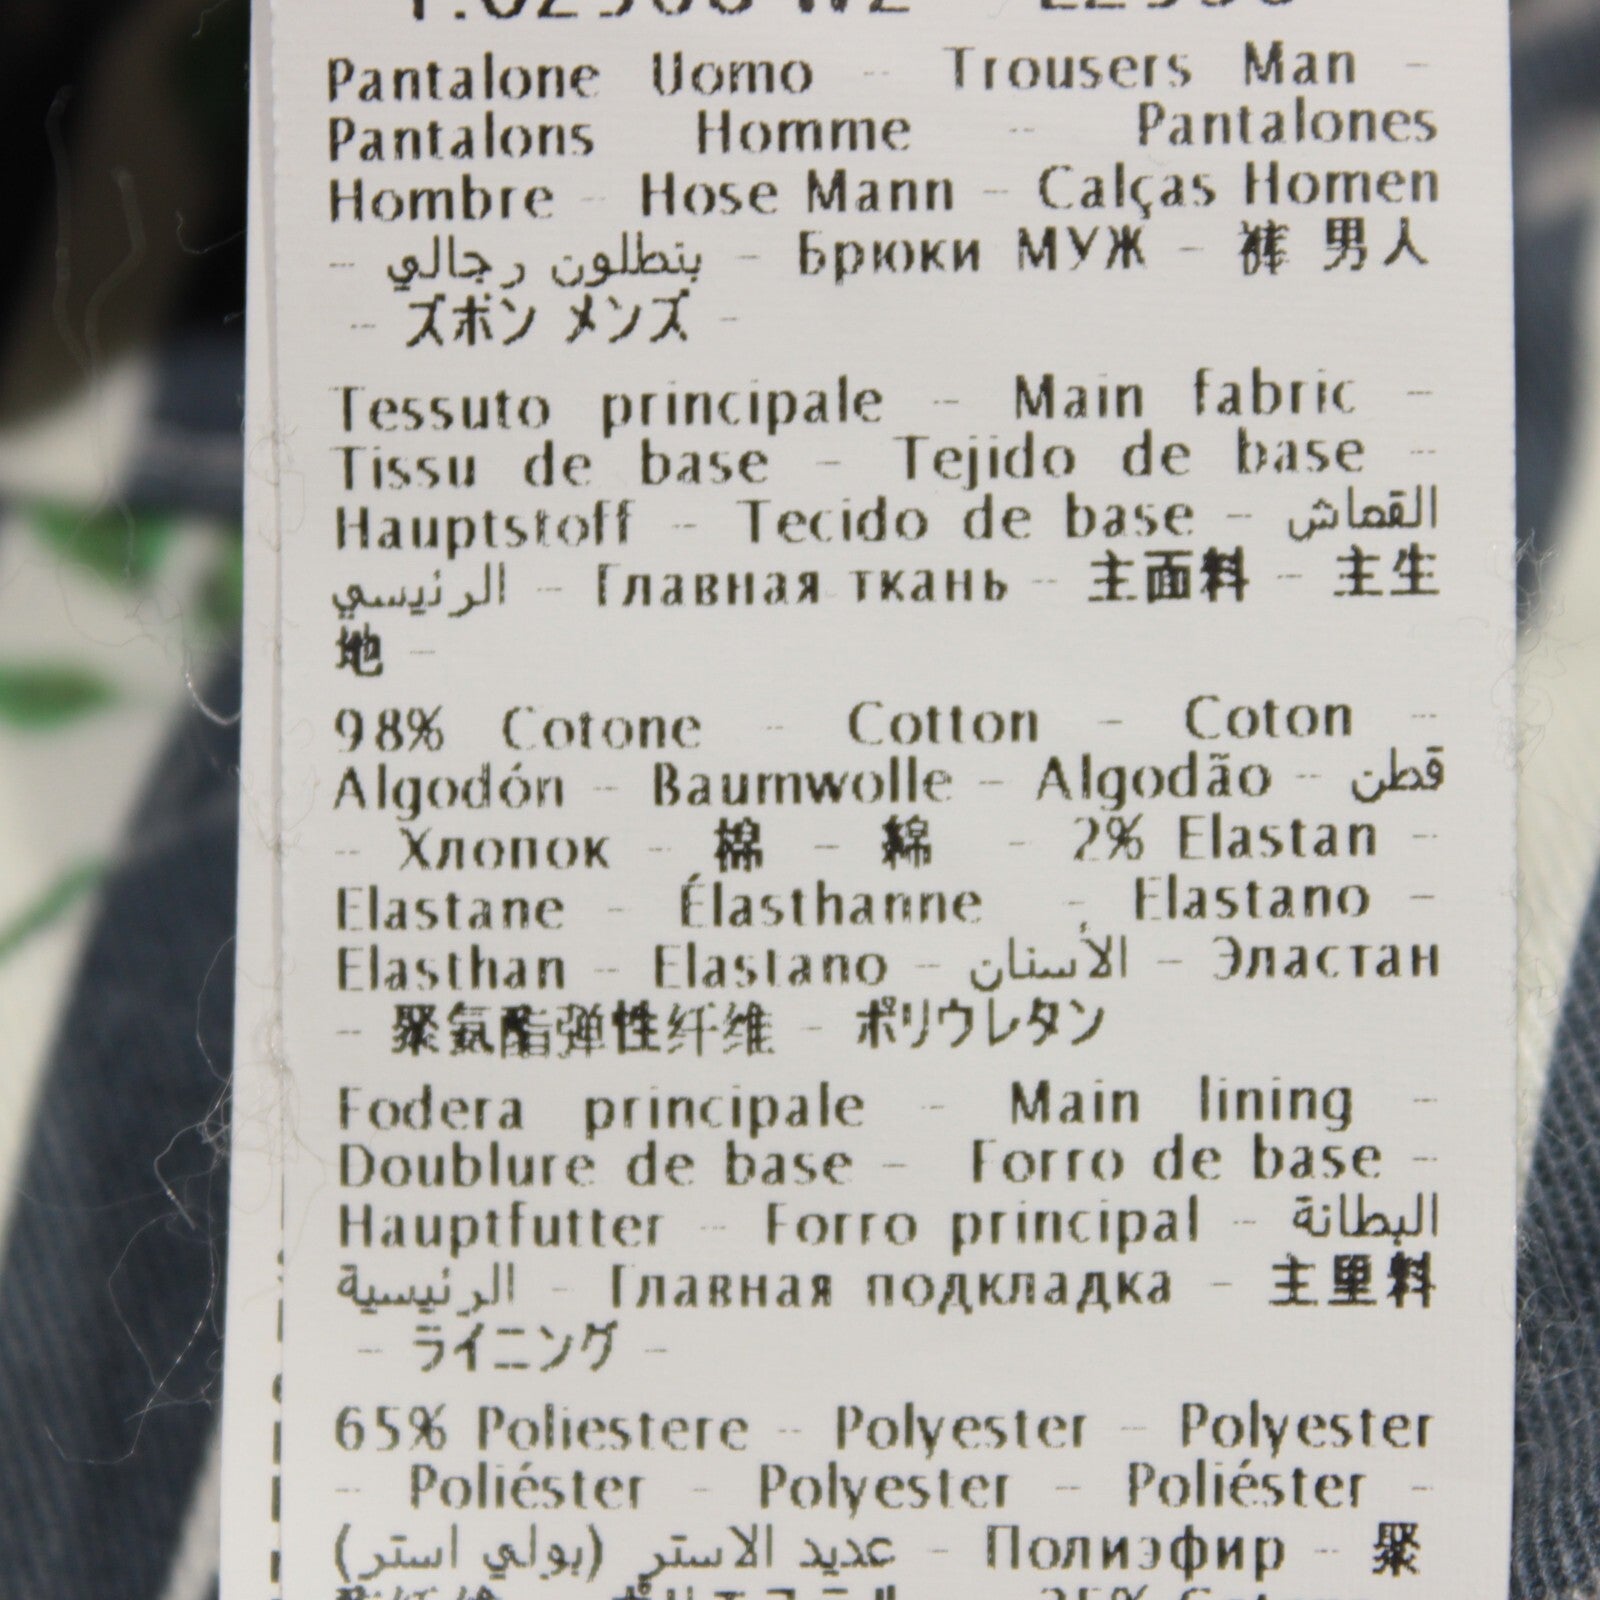 Pantalone Uomo - Trousers Man -
Pantalons Homme - Pantalones
Hombre - Hose Mann - Calças Homen
- بنطلون رجالي - Брюки МУЖ - 裤 男人
- ズボン メンズ -
Tessuto principale - Main fabric -
Tissu de base - Tejido de base -
Hauptstoff - Tecido de base - القماش
الرئيسي - Главная ткань - 主面料 - 主生
地 -
98% Cotone - Cotton - Coton -
Algodón - Baumwolle - Algodão - قطن
- Хлопок - 棉 - 綿 - 2% Elastan -
Elastane - Élasthanne - Elastano -
Elasthan - Elastano - الأستان - Эластан
- 聚氨酯弹性纤维 - ポリウレタン
Fodera principale - Main lining -
Doublure de base - Forro de base -
Hauptfutter - Forro principal - البطانة
الرئيسية - Главная подкладка - 主里料
- ライニング -
65% Poliestere - Polyester - Polyester
- Poliéster - Polyester - Poliéster -
عديد الاستر (بولي استر) - Полиэфир - 聚